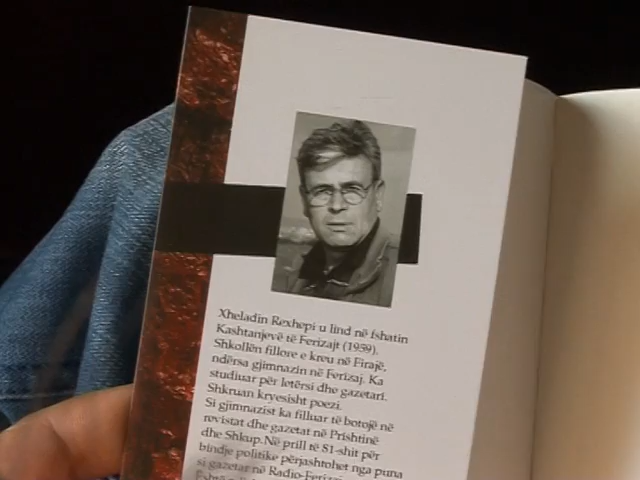 Xheladin Rexhepi u lind në fshatin
Kashtanjevë të Ferizajt (1959).
Shkollën fillore e kreu në Firajë,
ndërsa gjimnazin në Ferizaj. Ka
studiuar për letërsi dhe gazetari.
Shkruan kryesisht poezi.
Si gjimnazist ka filluar të botojë në
revistat dhe gazetat në Prishtinë
dhe Shkup.Në prill të 81-shit për
bindje politike përjashtohet nga puna
si gazetar në Radio-Feriz